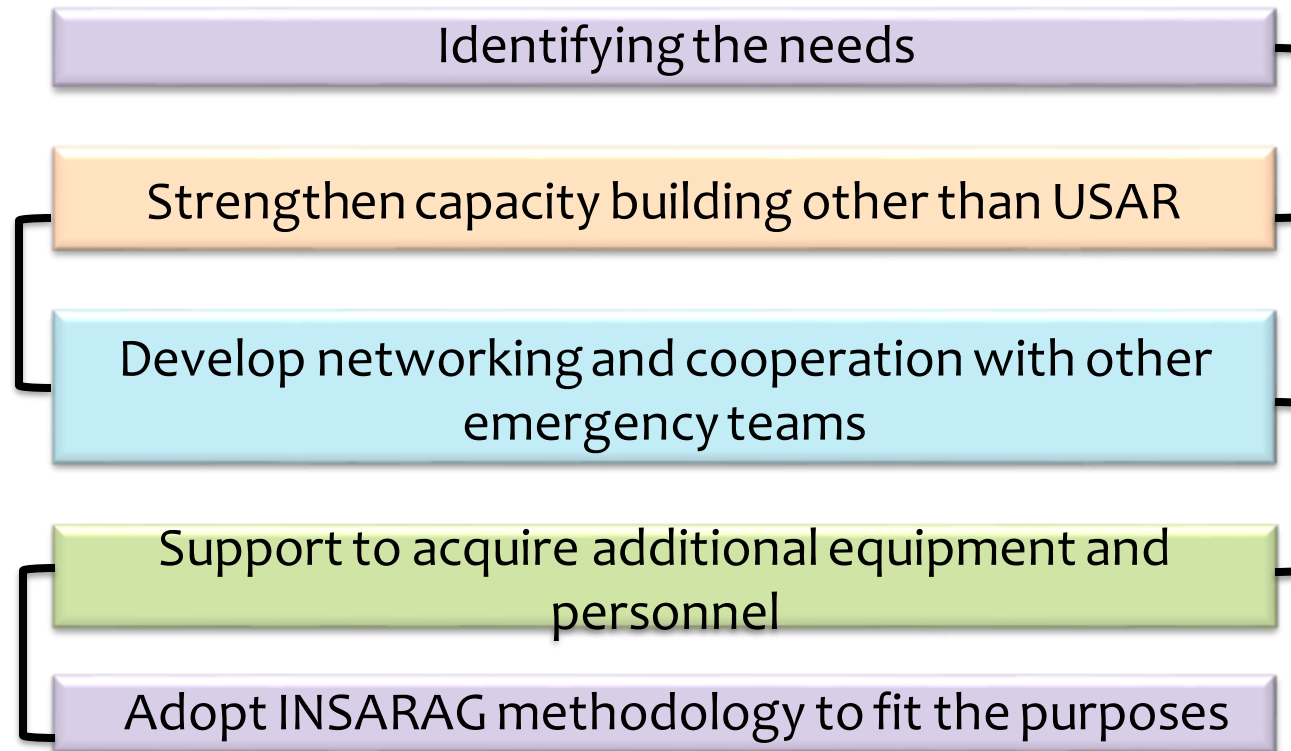 Identifying the needs
Strengthen capacity building other than USAR
Develop networking and cooperation with other
emergency teams
Support to acquire additional equipment and
personnel
Adopt INSARAG methodology to fit the purposes